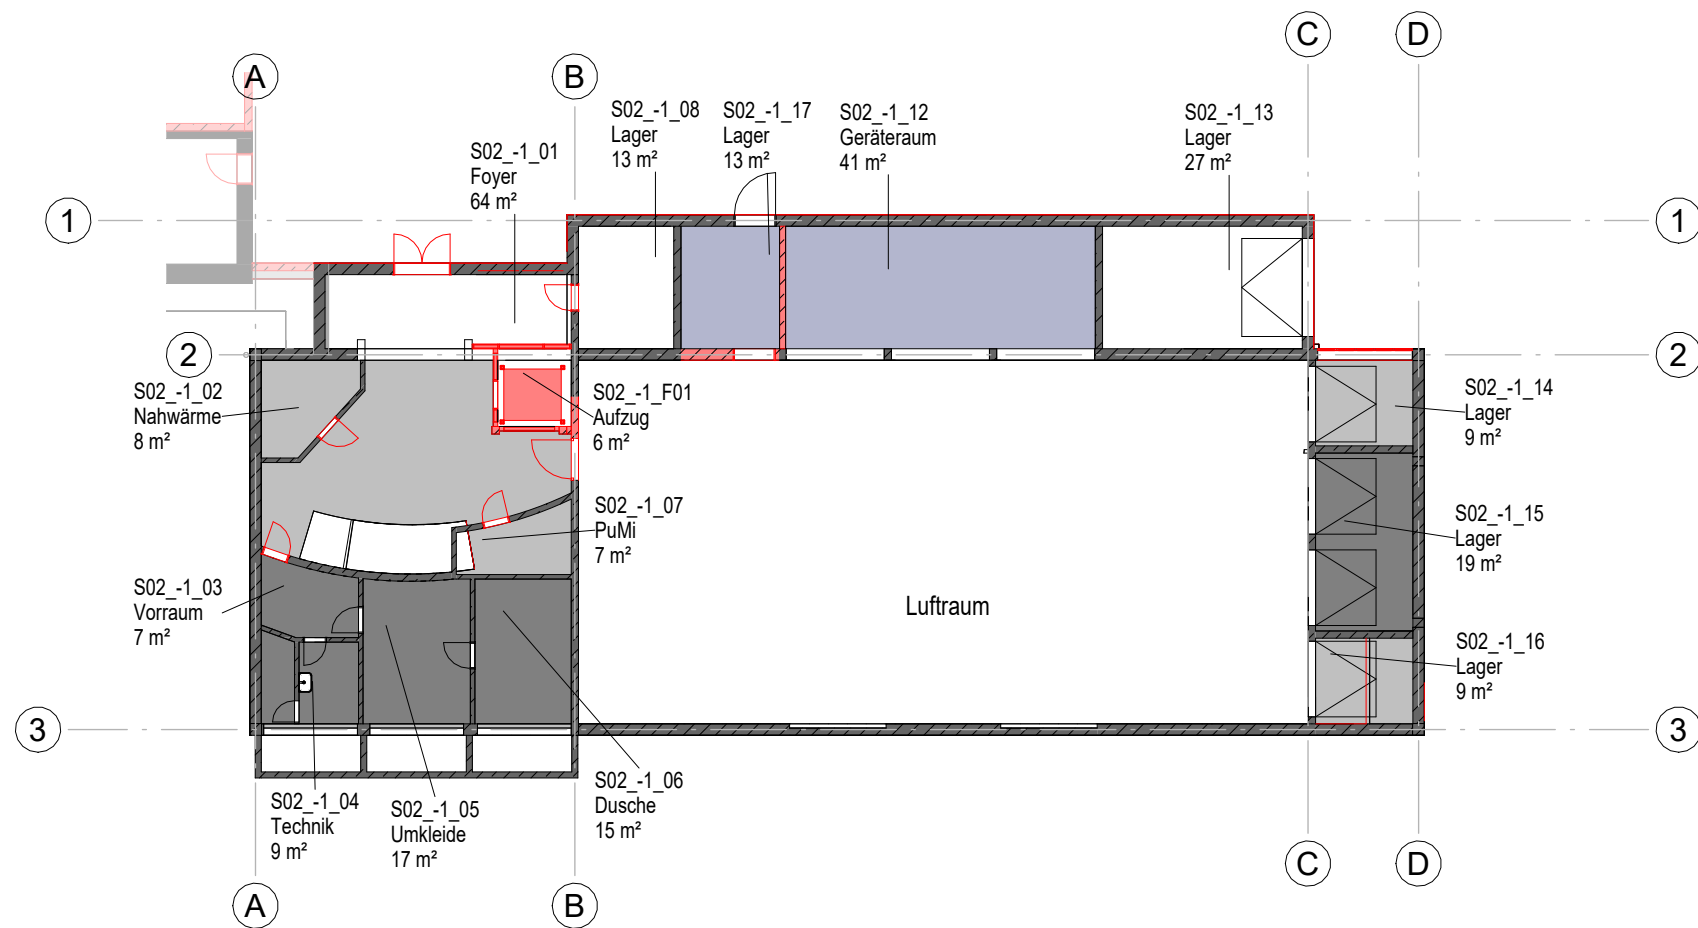 C
D
A
B
S02_-1_08
Lager
13 m²
S02_-1_17
Lager
13 m²
S02_-1_12
Geräteraum
41 m²
S02_-1_13
Lager
27 m²
S02_-1_01
Foyer
64 m²
1
1
2
2
S02_-1_02
Nahwärme
8 m²
S02_-1_F01
Aufzug
6 m²
S02_-1_14
Lager
9 m²
S02_-1_07
PuMi
7 m²
S02_-1_15
Lager
19 m²
S02_-1_03
Vorraum
7 m²
Luftraum
S02_-1_16
Lager
9 m²
3
3
S02_-1_04
Technik
9 m²
S02_-1_05
Umkleide
17 m²
S02_-1_06
Dusche
15 m²
C
D
A
B